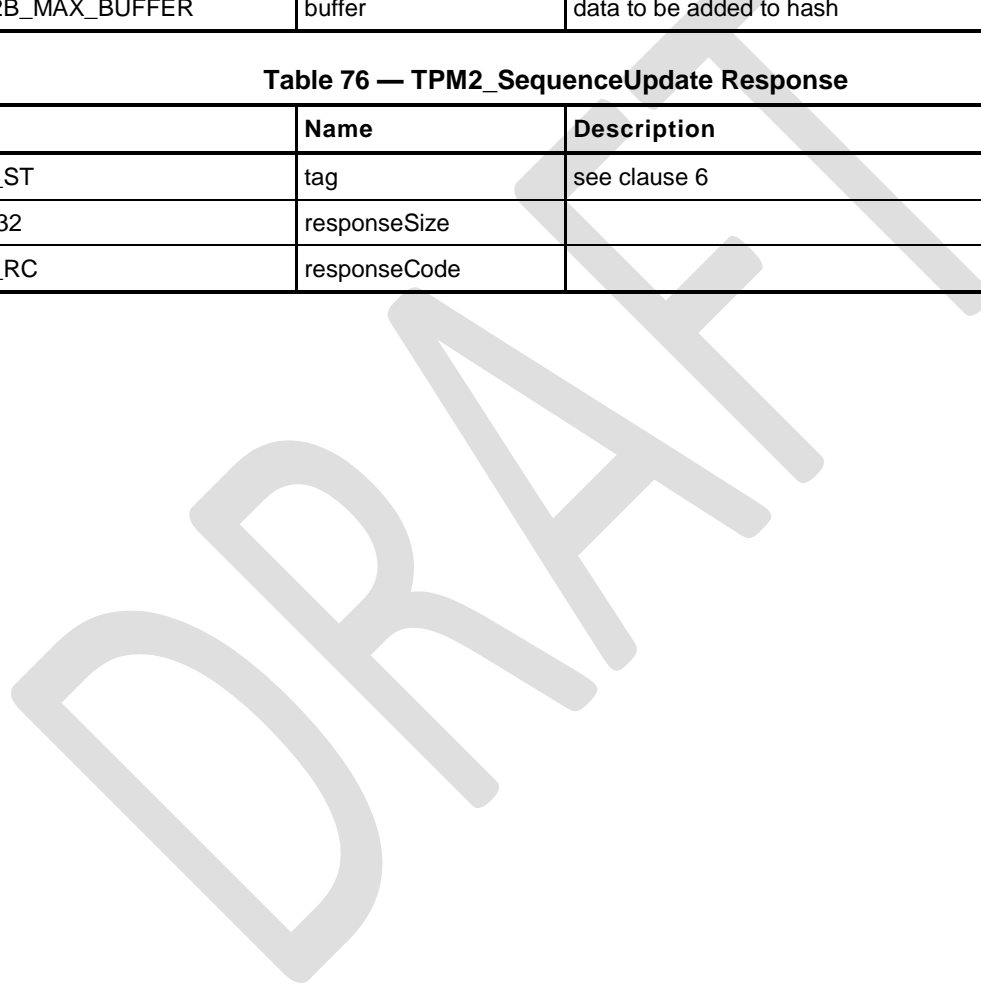 2B_MAX_BUFFER buffer data to be added to hash
Table 76 — TPM2_SequenceUpdate Response
Name Description
_ST tag see clause 6
32 responseSize
_RC responseCode
DRAFT